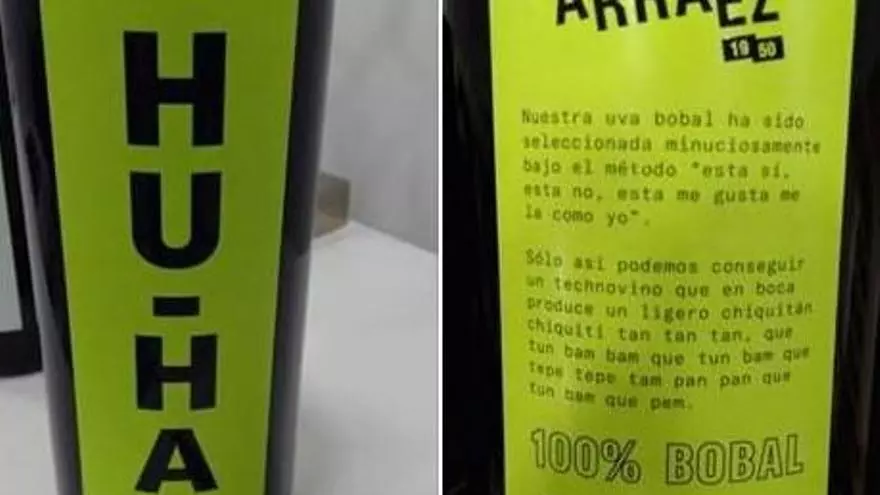 HU-HA
ARRAEZ
1950
Nuestra uva bobal ha sido
seleccionada minuciosamente
bajo el método "esta sí,
esta no, esta me gusta me
la como yo".
Sólo así podemos conseguir
un technovino que en boca
produce un ligero chiquitán
chiquiti tan tan tan, que
tun bam bam que tun bam que
tepe tepe tam pan pan que
tun bam que pem.
100% BOBAL